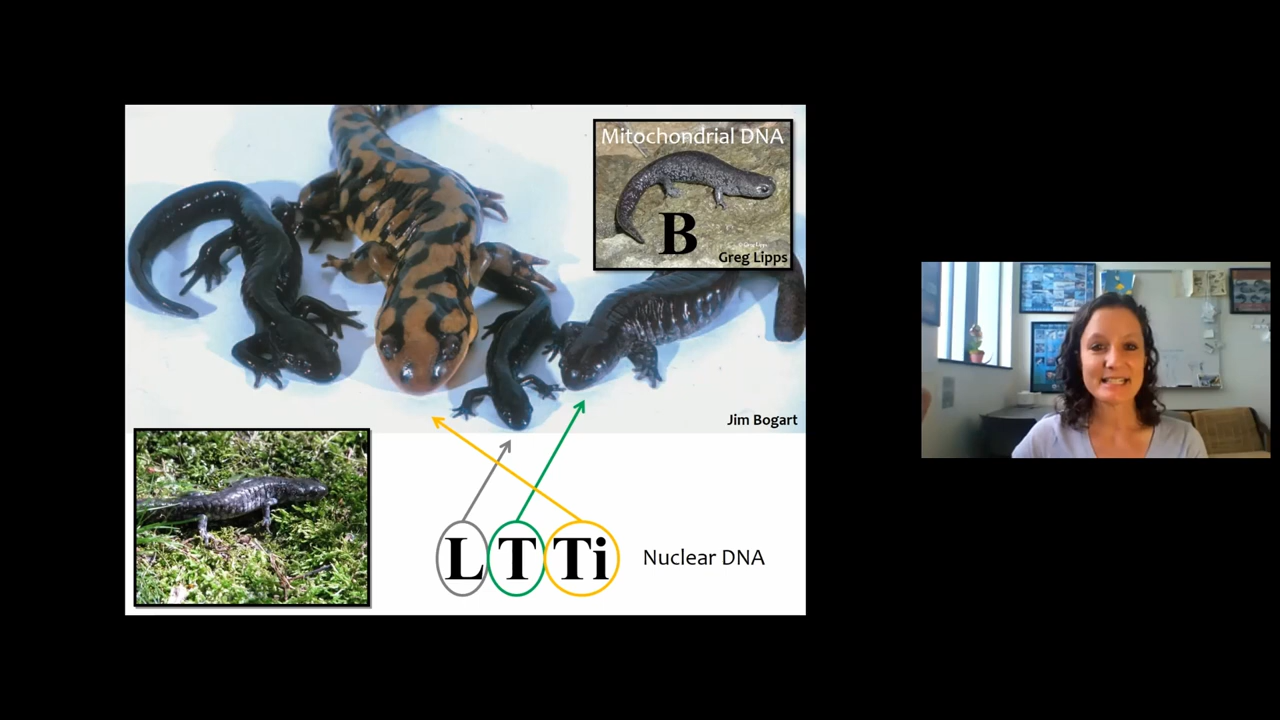 Mitochondrial DNA
B
Greg Lipps
Jim Bogart
L T Ti
Nuclear DNA